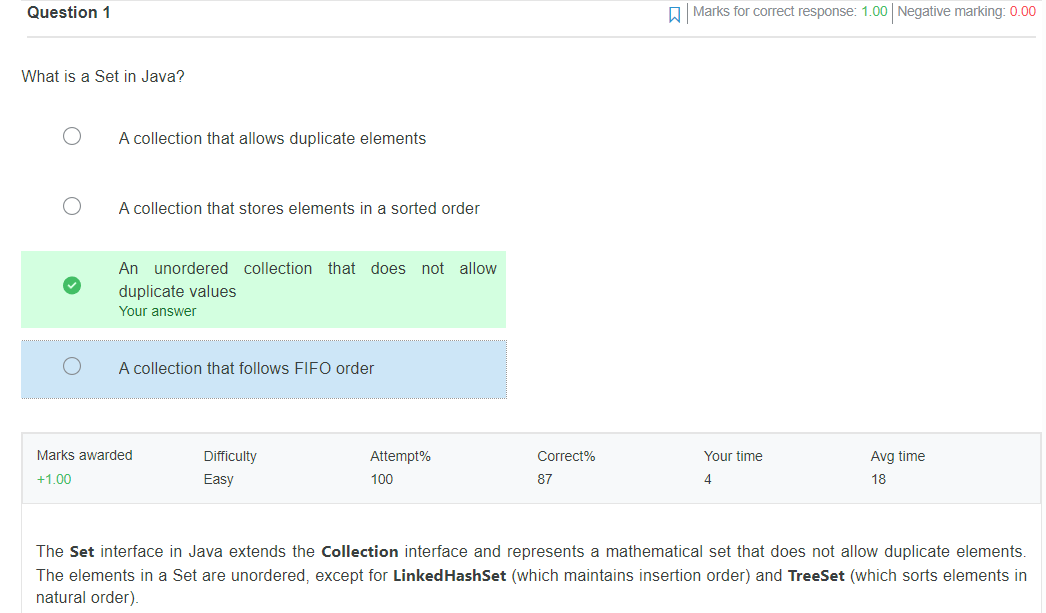 Question 1
Marks for correct response: 1.00 | Negative marking: 0.00
What is a Set in Java?
A collection that allows duplicate elements
A collection that stores elements in a sorted order
An unordered collection that does not allow
duplicate values
Your answer
A collection that follows FIFO order
Marks awarded Difficulty Attempt% Correct% Your time Avg time
+1.00 Easy 100 87 4 18
The Set interface in Java extends the Collection interface and represents a mathematical set that does not allow duplicate elements.
The elements in a Set are unordered, except for LinkedHashSet (which maintains insertion order) and TreeSet (which sorts elements in
natural order).